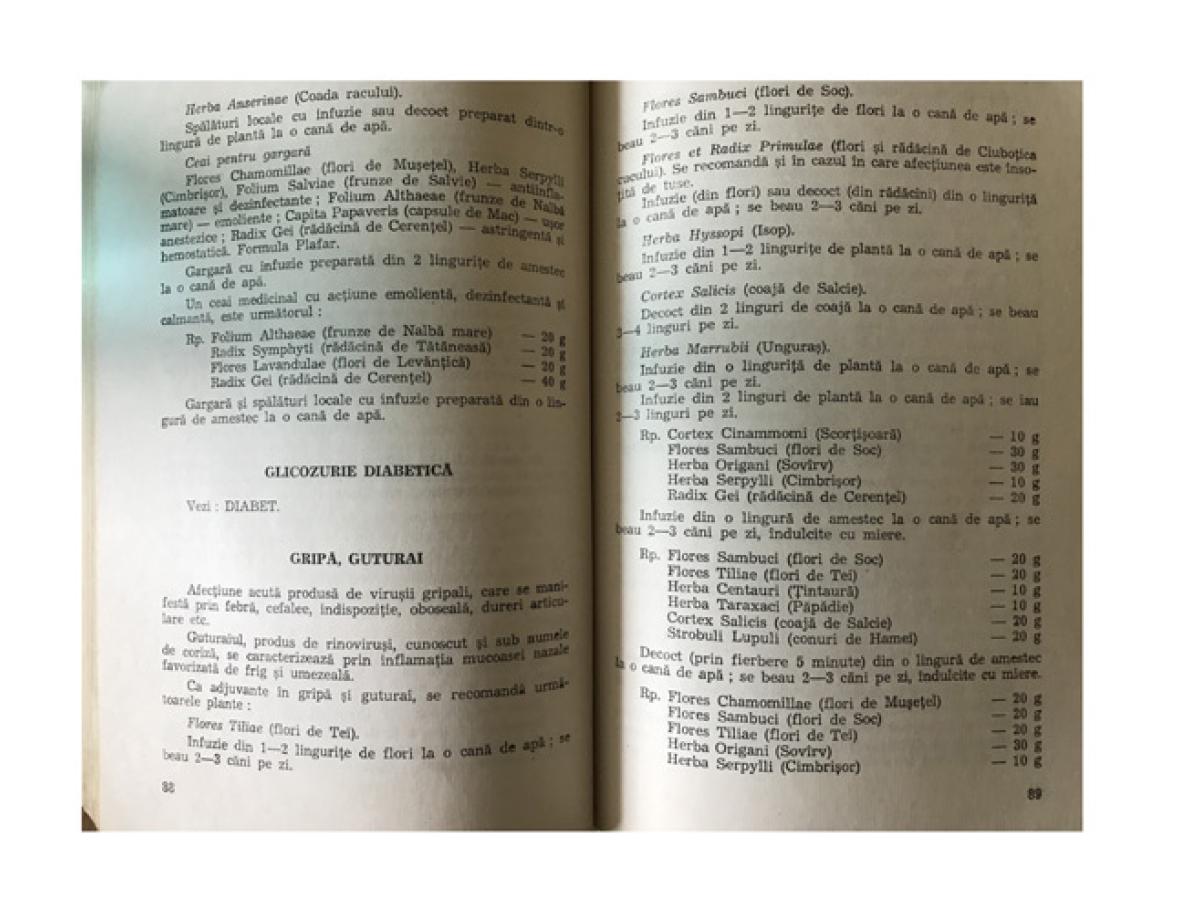 Herba Anserinae (Coada racului).
Spălături locale cu infuzie sau decoct preparat dintr-o
lingură de plantă la o cană de apă.
Ceai pentru gargară
Flores Chamomillae (flori de Mușețel), Herba Serpylli
(Cimbrișor), Folium Salviae (frunze de Salvie) — antiinfla-
matoare și dezinfectante ; Folium Althaeae (frunze de Nalbă
mare) — emoliente ; Capita Papaveris (capsule de Mac) — ușor
anestezice ; Radix Gei (rădăcină de Cerențel) — astringentă și
hemostatică. Formula Plafar.
Gargară cu infuzie preparată din 2 lingurițe de amestec
la o cană de apă.
Un ceai medicinal cu acțiune emolientă, dezinfectantă și
calmantă, este următorul :
Rp. Folium Althaeae (frunze de Nalbă mare) — 20 g
Radix Symphyti (rădăcină de Tătăneasă) — 20 g
Flores Lavandulae (flori de Levănțică) — 20 g
Radix Gei (rădăcină de Cerențel) — 40 g
Gargară și spălături locale cu infuzie preparată din o lin-
gură de amestec la o cană de apă.
GLICOZURIE DIABETICĂ
Vezi : DIABET.
GRIPĂ, GUTURAI
Afecțiune acută produsă de virușii gripali, care se mani-
festă prin febră, cefalee, indispoziție, oboseală, dureri articu-
lare etc.
Guturaiul, produs de rinoviruși, cunoscut și sub numele
de coriză, se caracterizează prin inflamația mucoasei nazale
favorizată de frig și umezeală.
Ca adjuvante în gripă și guturai, se recomandă urmă-
toarele plante :
Flores Tiliae (flori de Tei).
Infuzie din 1—2 lingurițe de flori la o cană de apă ; se
beau 2—3 căni pe zi.
88
Flores Sambuci (flori de Soc).
Infuzie din 1—2 lingurițe de flori la o cană de apă ; se
beau 2—3 căni pe zi.
Flores et Radix Primulae (flori și rădăcină de Ciuboțica
cucului). Se recomandă și în cazul în care afecțiunea este înso-
țită de tuse.
Infuzie (din flori) sau decoct (din rădăcini) din o linguriță
la o cană de apă ; se beau 2—3 căni pe zi.
Herba Hyssopi (Isop).
Infuzie din 1—2 lingurițe de plantă la o cană de apă ; se
beau 2—3 căni pe zi.
Cortex Salicis (coajă de Salcie).
Decoct din 2 linguri de coajă la o cană de apă ; se beau
3—4 linguri pe zi.
Herba Marrubii (Unguraș).
Infuzie din o linguriță de plantă la o cană de apă ; se
beau 2—3 căni pe zi.
Infuzie din 2 linguri de plantă la o cană de apă ; se iau
2—3 linguri pe zi.
Rp. Cortex Cinammomi (Scorțișoară) — 10 g
Flores Sambuci (flori de Soc) — 30 g
Herba Origani (Sovîrv) — 30 g
Herba Serpylli (Cimbrișor) — 10 g
Radix Gei (rădăcină de Cerențel) — 20 g
Infuzie din o lingură de amestec la o cană de apă ; se
beau 2—3 căni pe zi, îndulcite cu miere.
Rp. Flores Sambuci (flori de Soc) — 20 g
Flores Tiliae (flori de Tei) — 20 g
Herba Centauri (Țintaură) — 10 g
Herba Taraxaci (Păpădie) — 10 g
Cortex Salicis (coajă de Salcie) — 20 g
Strobuli Lupuli (conuri de Hamei) — 20 g
Decoct (prin fierbere 5 minute) din o lingură de amestec
la o cană de apă ; se beau 2—3 căni pe zi, îndulcite cu miere.
Rp. Flores Chamomillae (flori de Mușețel) — 20 g
Flores Sambuci (flori de Soc) — 20 g
Flores Tiliae (flori de Tei) — 20 g
Herba Origani (Sovîrv) — 30 g
Herba Serpylli (Cimbrișor) — 10 g
89